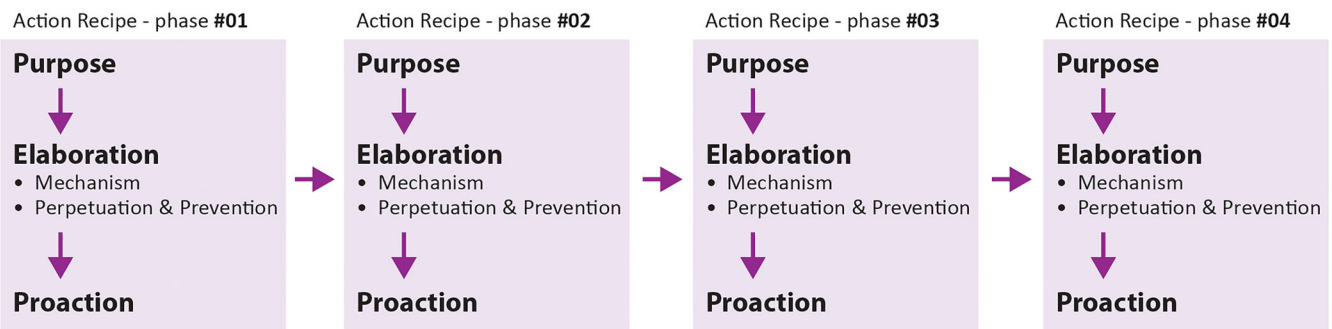 Action Recipe - phase #01
Purpose
Elaboration
• Mechanism
• Perpetuation & Prevention
Proaction
Action Recipe - phase #02
Purpose
Elaboration
• Mechanism
• Perpetuation & Prevention
Proaction
Action Recipe - phase #03
Purpose
Elaboration
• Mechanism
• Perpetuation & Prevention
Proaction
Action Recipe - phase #04
Purpose
Elaboration
• Mechanism
• Perpetuation & Prevention
Proaction